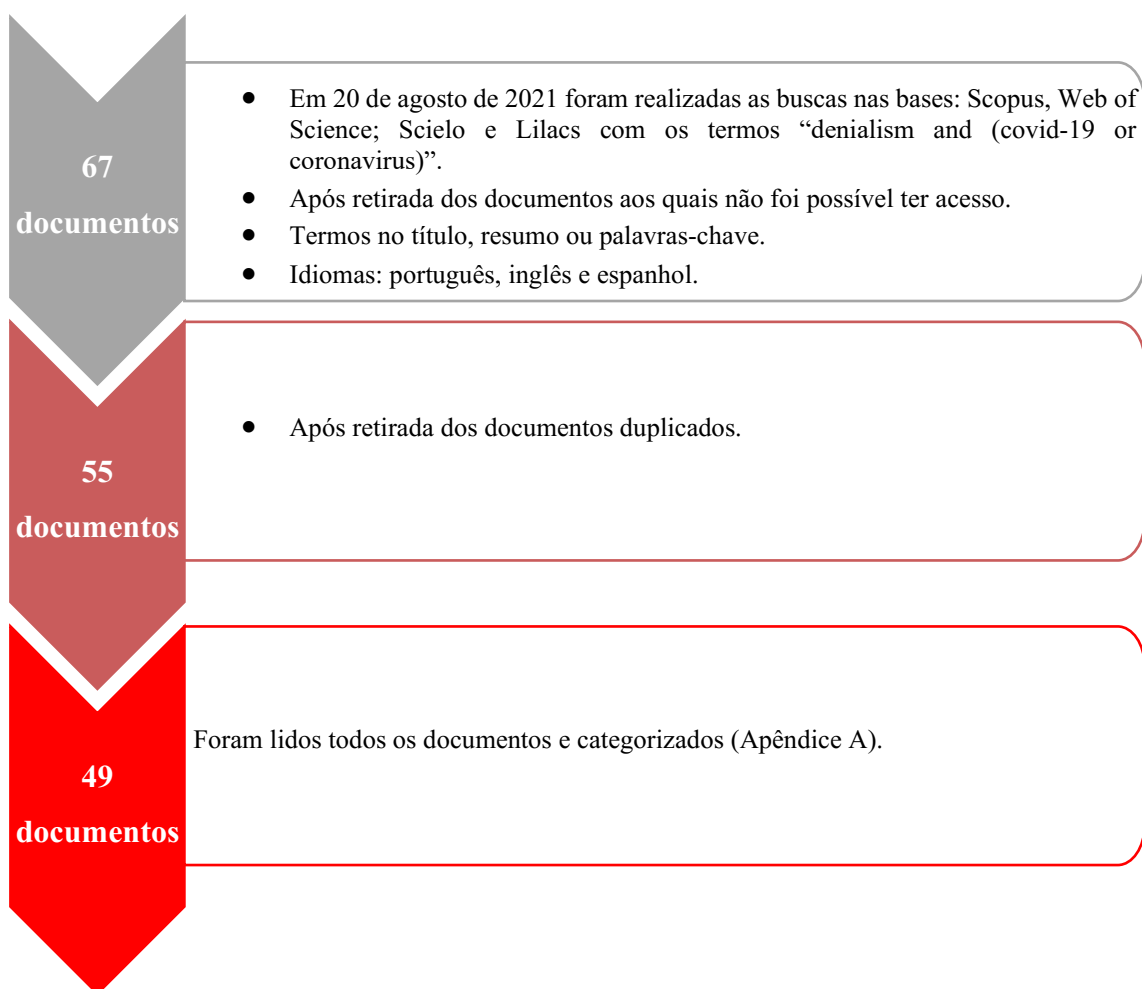 67
documentos
● Em 20 de agosto de 2021 foram realizadas as buscas nas bases: Scopus, Web of
Science; Scielo e Lilacs com os termos “denialism and (covid-19 or
coronavirus)”.
● Após retirada dos documentos aos quais não foi possível ter acesso.
● Termos no título, resumo ou palavras-chave.
● Idiomas: português, inglês e espanhol.
55
documentos
● Após retirada dos documentos duplicados.
49
documentos
Foram lidos todos os documentos e categorizados (Apêndice A).